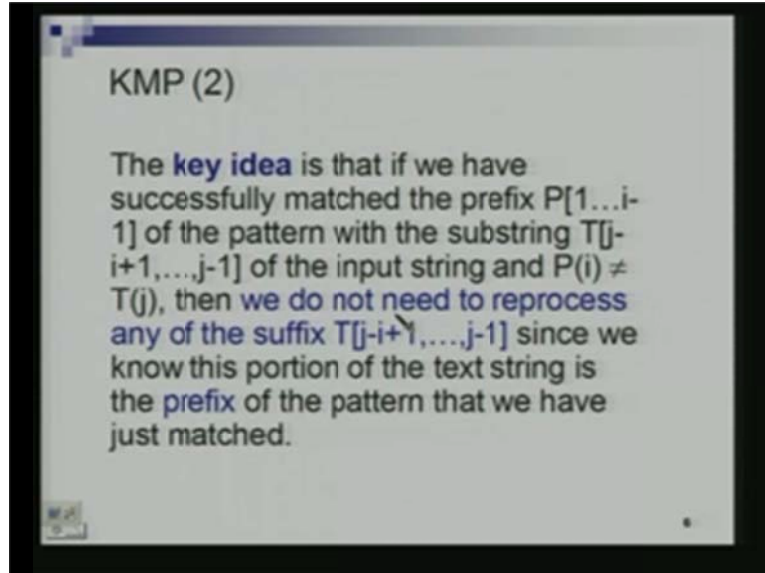 KMP (2)
The key idea is that if we have
successfully matched the prefix P[1...i-
1] of the pattern with the substring T[j-
i+1,...,j-1] of the input string and P(i) ≠
T(j), then we do not need to reprocess
any of the suffix T[j-i+1,...,j-1] since we
know this portion of the text string is
the prefix of the pattern that we have
just matched.
6